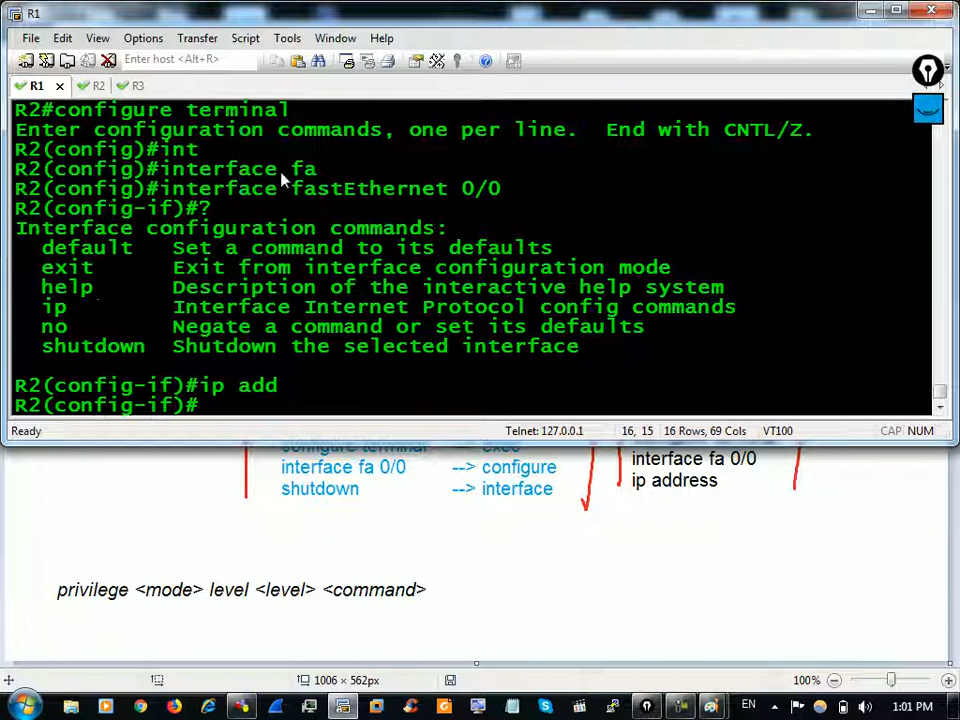 R1
File Edit View Options Transfer Script Tools Window Help
Enter host <Alt+R>
R1 R2 R3
R2#configure terminal
Enter configuration commands, one per line.  End with CNTL/Z.
R2(config)#int
R2(config)#interface fa
R2(config)#interface fastEthernet 0/0
R2(config-if)#?
Interface configuration commands:
default Set a command to its defaults
exit Exit from interface configuration mode
help Description of the interactive help system
ip Interface Internet Protocol config commands
no Negate a command or set its defaults
shutdown Shutdown the selected interface
R2(config-if)#ip add
R2(config-if)#
Ready Telnet: 127.0.0.1 16, 15 16 Rows, 69 Cols VT100 CAP NUM
interface fa 0/0 --> configure
shutdown --> interface
interface fa 0/0
ip address
privilege <mode> level <level> <command>
1006 × 562px 100%
EN 1:01 PM